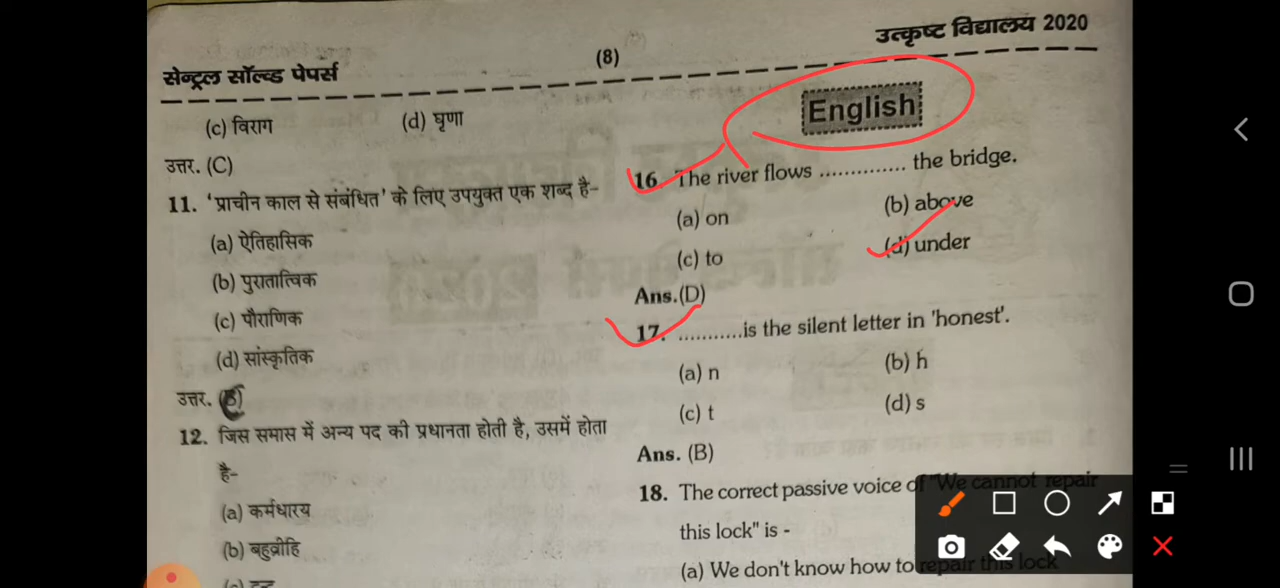 सेन्ट्रल सॉल्व्ड पेपर्स
(8)
उत्कृष्ट विद्यालय 2020
(c) विराग
(d) घृणा
उत्तर. (C)
11. 'प्राचीन काल से संबंधित' के लिए उपयुक्त एक शब्द है-
(a) ऐतिहासिक
(b) पुरातात्विक
(c) पौराणिक
(d) सांस्कृतिक
उत्तर.
12. जिस समास में अन्य पद की प्रधानता होती है, उसमें होता
है-
(a) कर्मधारय
(b) बहुव्रीहि
English
16. The river flows .............. the bridge.
(a) on
(b) above
(c) to
(d) under
Ans.(D)
17. ...........is the silent letter in 'honest'.
(a) n
(b) h
(c) t
(d) s
Ans. (B)
18. The correct passive voice of "We cannot repair
this lock" is -
(a) We don't know how to repair this lock